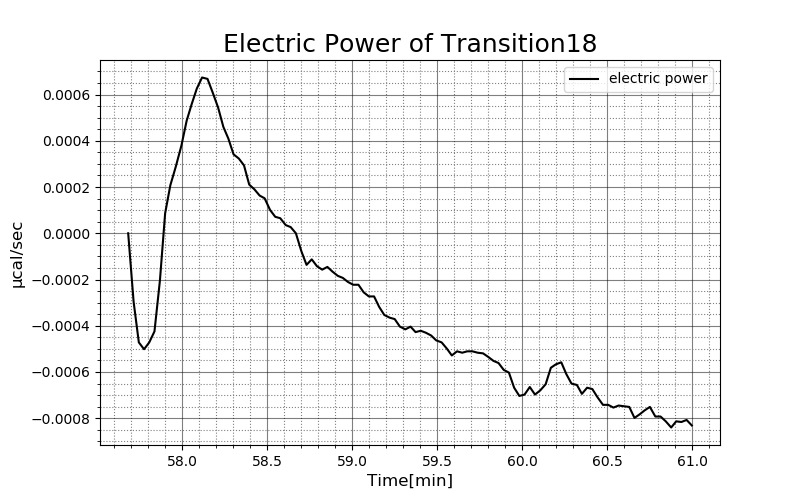 Electric Power of Transition18
electric power
0.0006
0.0004
0.0002
0.0000
−0.0002
−0.0004
−0.0006
−0.0008
μcal/sec
58.0 58.5 59.0 59.5 60.0 60.5 61.0
Time[min]